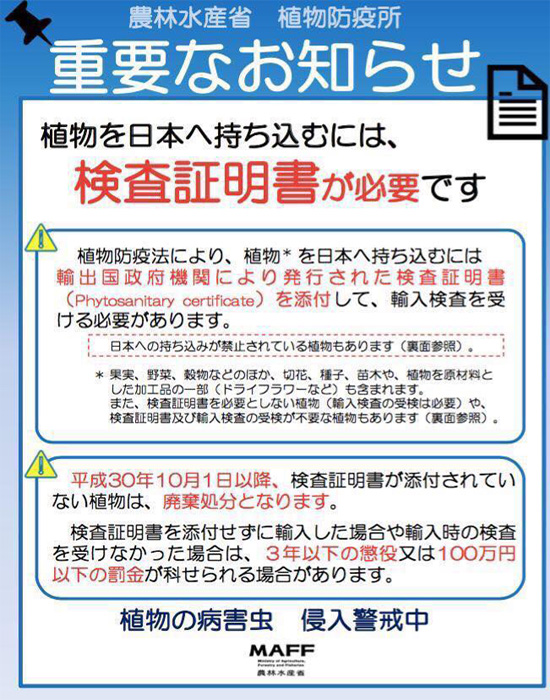 農林水産省　植物防疫所
重要なお知らせ
植物を日本へ持ち込むには、
検査証明書が必要です
植物防疫法により、植物*を日本へ持ち込むには
輸出国政府機関により発行された検査証明書
（Phytosanitary certificate）を添付して、輸入検査を受
ける必要があります。
日本への持ち込みが禁止されている植物もあります（裏面参照）。
* 果実、野菜、穀物などのほか、切花、種子、苗木や、植物を原材料と
した加工品の一部（ドライフラワーなど）も含まれます。
また、検査証明書を必要としない植物（輸入検査の受検は必要）や、
検査証明書及び輸入検査の受検が不要な植物もあります（裏面参照）。
平成30年10月1日以降、検査証明書が添付されてい
ない植物は、廃棄処分となります。
検査証明書を添付せずに輸入した場合や輸入時の検査
を受けなかった場合は、３年以下の懲役又は100万円
以下の罰金が科せられる場合があります。
植物の病害虫　侵入警戒中
MAFF
Ministry of Agriculture,
Forestry and Fisheries
農林水産省